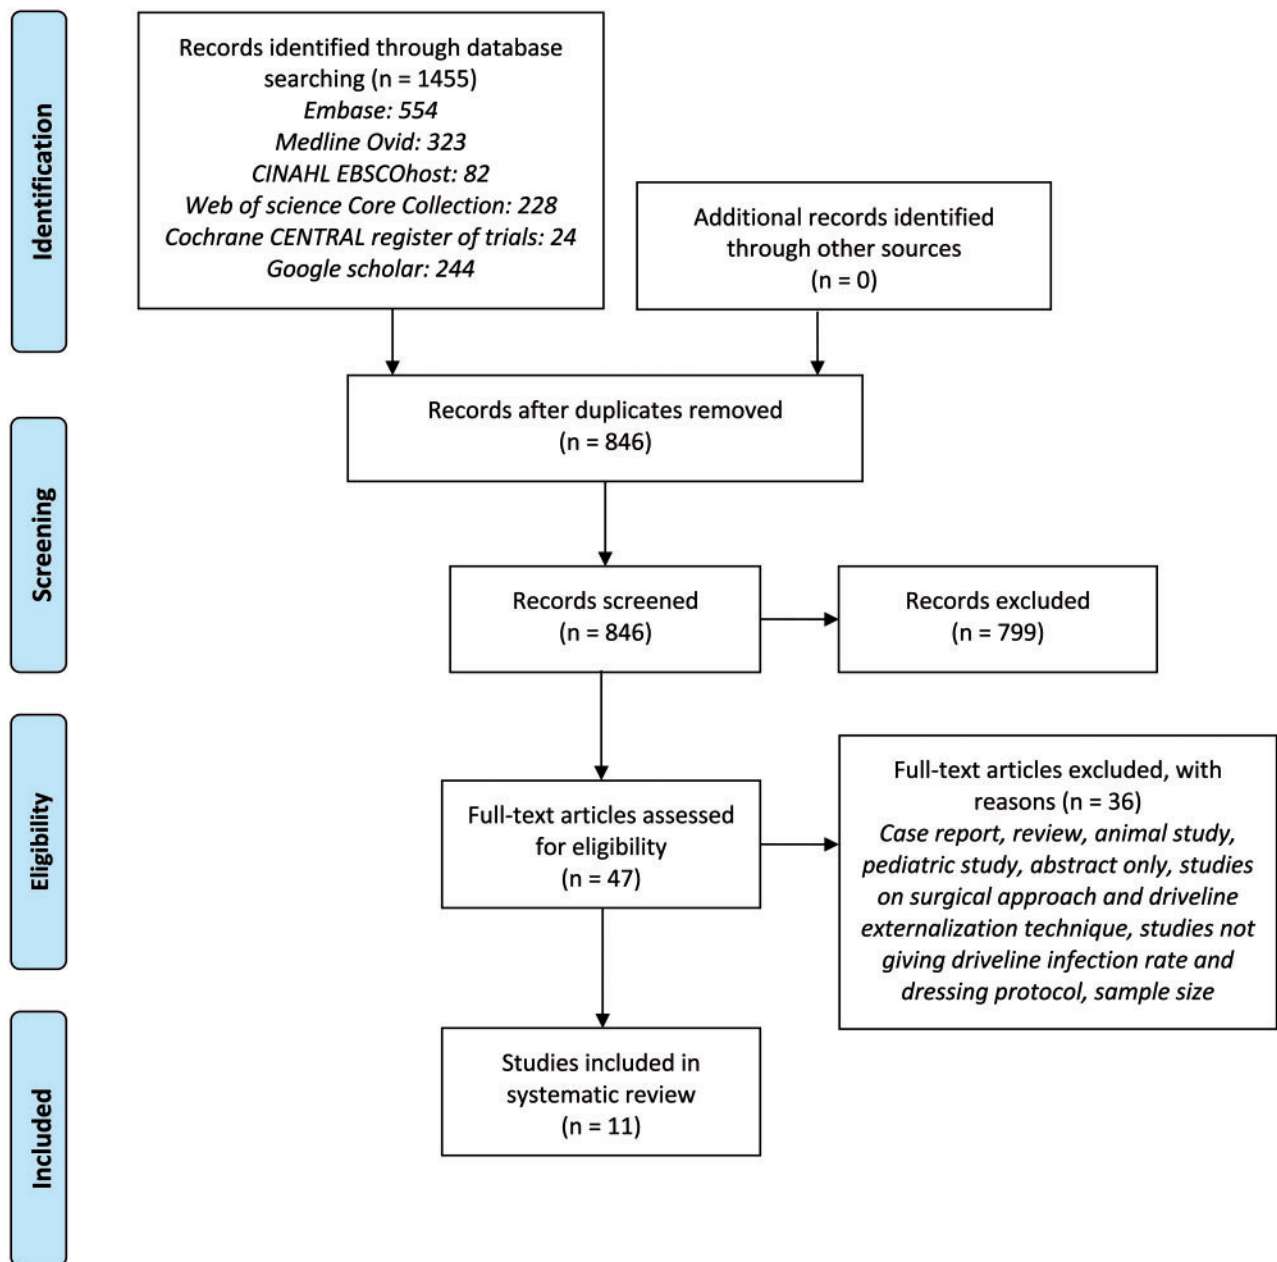 Identification
Records identified through database
searching (n = 1455)
Embase: 554
Medline Ovid: 323
CINAHL EBSCOhost: 82
Web of science Core Collection: 228
Cochrane CENTRAL register of trials: 24
Google scholar: 244
Additional records identified
through other sources
(n = 0)
Screening
Records after duplicates removed
(n = 846)
Records screened
(n = 846)
Records excluded
(n = 799)
Eligibility
Full-text articles assessed
for eligibility
(n = 47)
Full-text articles excluded, with
reasons (n = 36)
Case report, review, animal study,
pediatric study, abstract only, studies
on surgical approach and driveline
externalization technique, studies not
giving driveline infection rate and
dressing protocol, sample size
Included
Studies included in
systematic review
(n = 11)